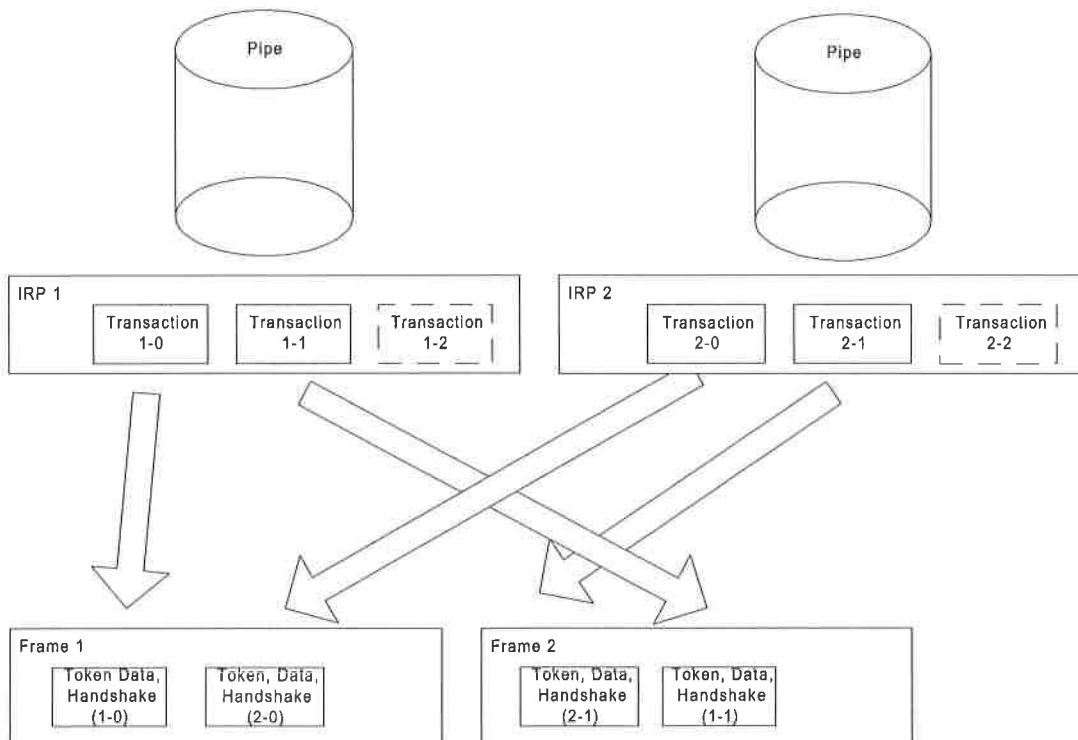 Pipe
Pipe
IRP 1
Transaction
1-0
Transaction
1-1
Transaction
1-2
IRP 2
Transaction
2-0
Transaction
2-1
Transaction
2-2
Frame 1
Token Data,
Handshake
(1-0)
Token, Data,
Handshake
(2-0)
Frame 2
Token, Data,
Handshake
(2-1)
Token, Data,
Handshake
(1-1)